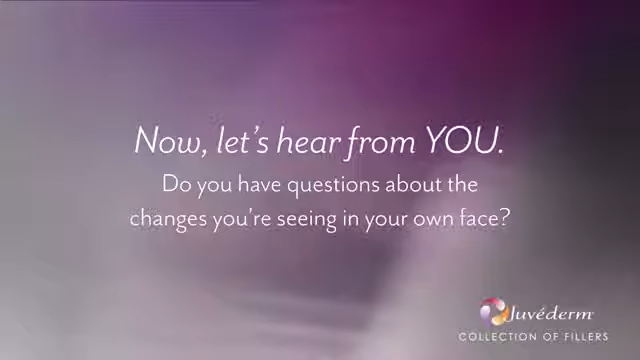 Now, let's hear from YOU.
Do you have questions about the
changes you're seeing in your own face?
Juvéderm
COLLECTION OF FILLERS